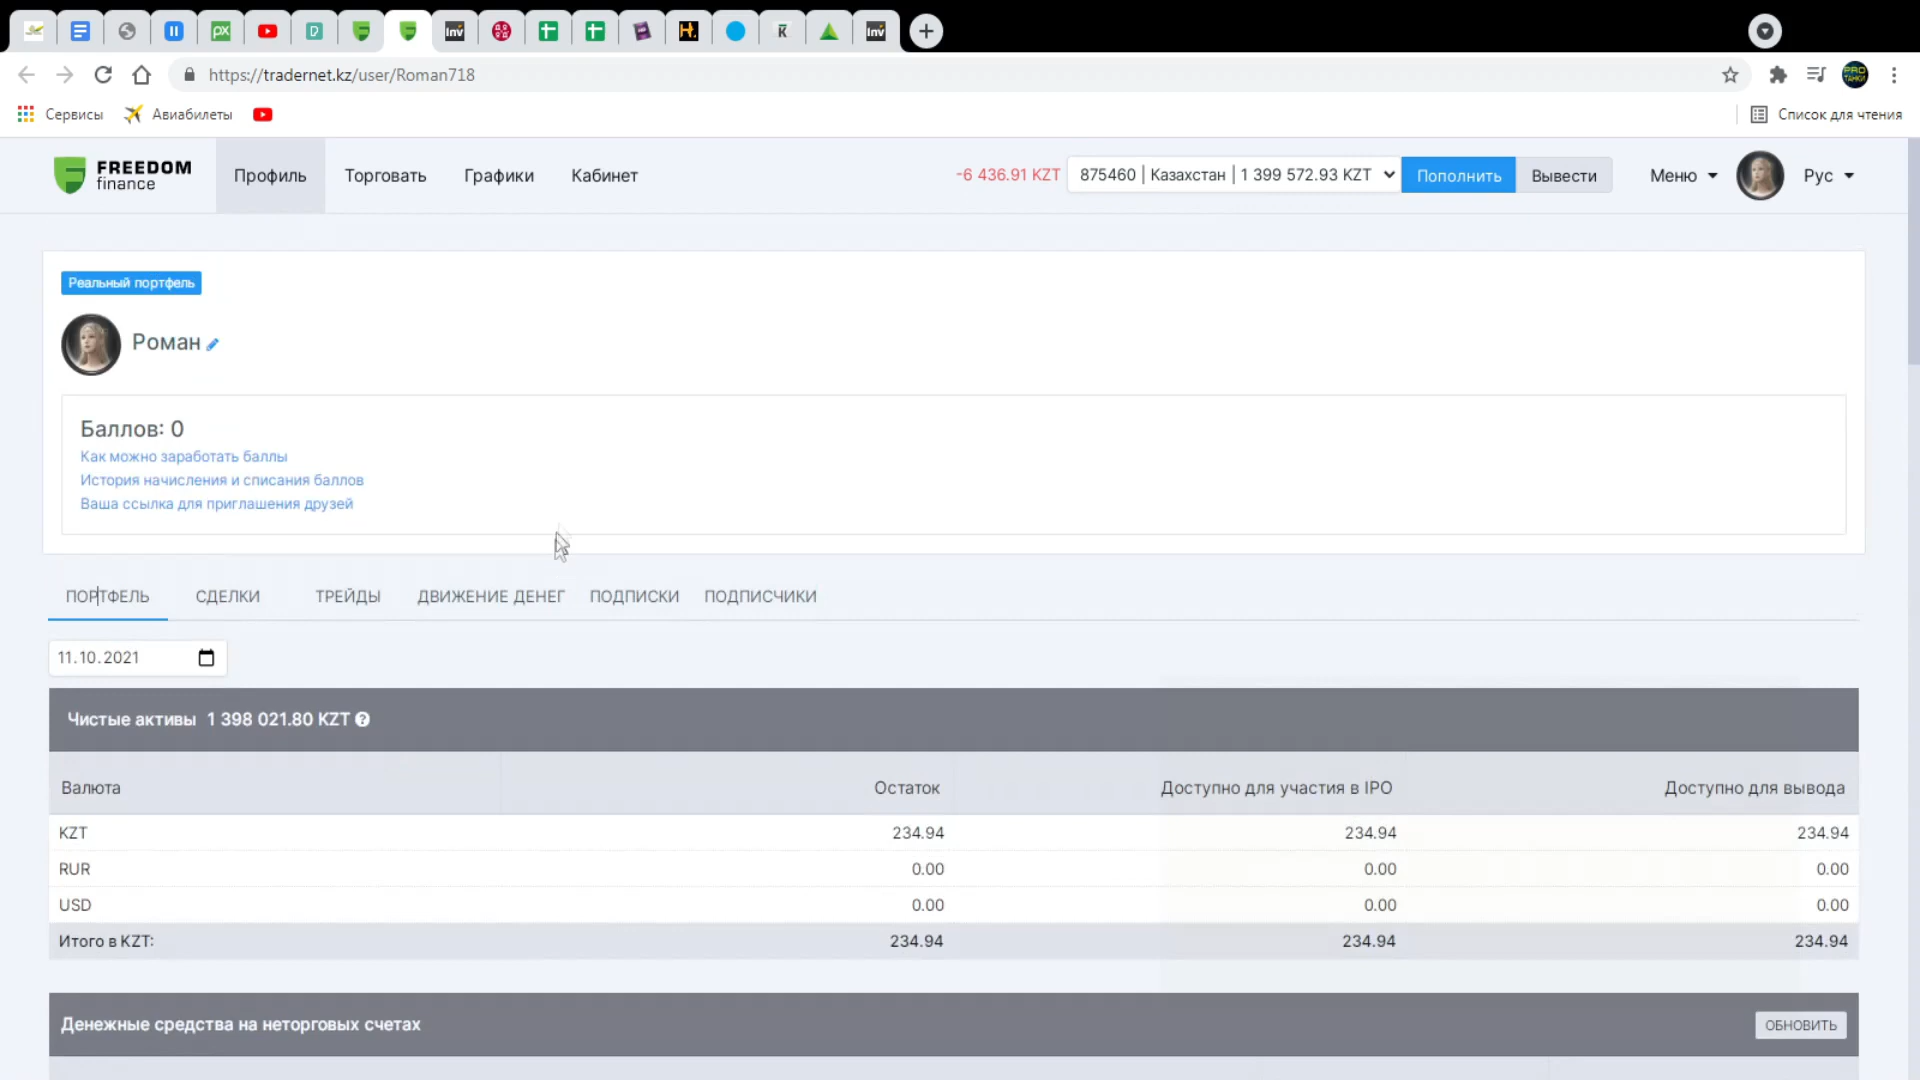 https://tradernet.kz/user/Roman718
Сервисы Авиабилеты Список для чтения
FREEDOM
finance
Профиль Торговать Графики Кабинет -6 436.91 KZT 875460 | Казахстан | 1 399 572.93 KZT Пополнить Вывести Меню Рус
Реальный портфель
Роман
Баллов: 0
Как можно заработать баллы
История начисления и списания баллов
Ваша ссылка для приглашения друзей
ПОРТФЕЛЬ СДЕЛКИ ТРЕЙДЫ ДВИЖЕНИЕ ДЕНЕГ ПОДПИСКИ ПОДПИСЧИКИ
11.10.2021
Чистые активы 1 398 021.80 KZT ?
Валюта Остаток Доступно для участия в IPO Доступно для вывода
KZT 234.94 234.94 234.94
RUR 0.00 0.00 0.00
USD 0.00 0.00 0.00
Итого в KZT: 234.94 234.94 234.94
Денежные средства на неторговых счетах ОБНОВИТЬ